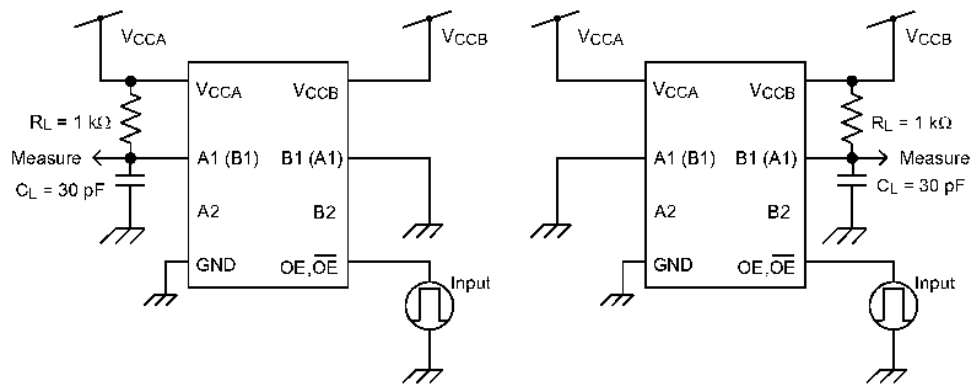 VCCA
VCCB
VCCA
VCCB
RL = 1 kΩ
Measure
A1 (B1)
B1 (A1)
CL = 30 pF
A2
B2
GND
OE,O̅E̅
Input
VCCA
VCCB
VCCA
VCCB
RL = 1 kΩ
A1 (B1)
B1 (A1)
Measure
CL = 30 pF
A2
B2
GND
OE,O̅E̅
Input